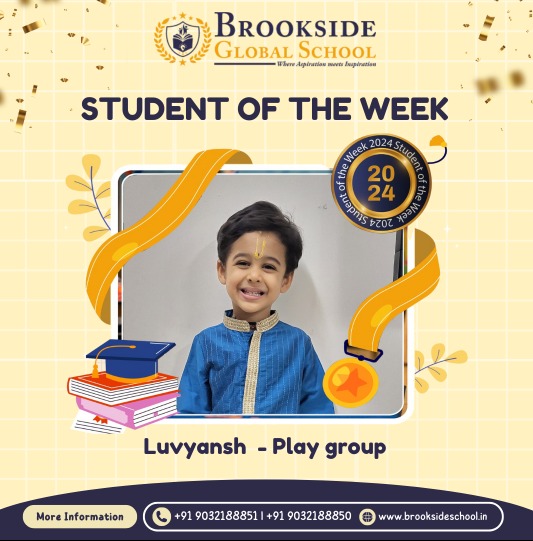 BROOKSIDE
GLOBAL SCHOOL
Where Aspiration meets Inspiration
STUDENT OF THE WEEK
Student of the Week 2024 Student of the Week 2024
20
24
Luvyansh - Play group
More Information
+91 9032188851 | +91 9032188850
www.brooksideschool.in